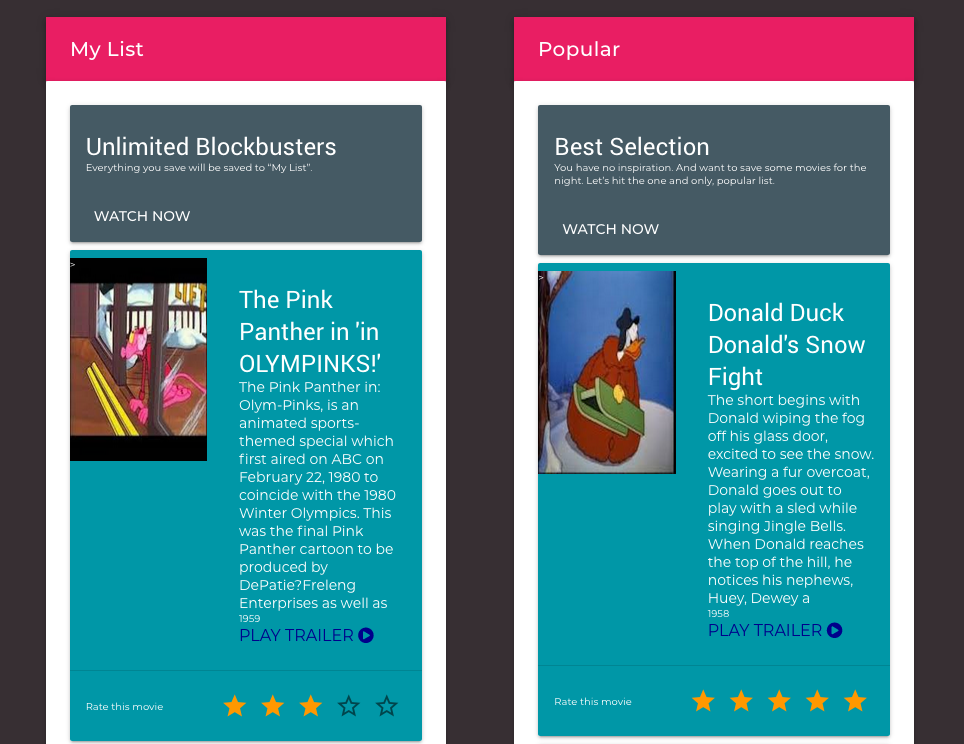 My List
Unlimited Blockbusters
Everything you save will be saved to “My List”.
WATCH NOW
>
The Pink
Panther in 'in
OLYMPINKS!'
The Pink Panther in:
Olym-Pinks, is an
animated sports-
themed special which
first aired on ABC on
February 22, 1980 to
coincide with the 1980
Winter Olympics. This
was the final Pink
Panther cartoon to be
produced by
DePatie?Freleng
Enterprises as well as
1959
PLAY TRAILER
Rate this movie
Popular
Best Selection
You have no inspiration. And want to save some movies for the
night. Let’s hit the one and only, popular list.
WATCH NOW
>
Donald Duck
Donald's Snow
Fight
The short begins with
Donald wiping the fog
off his glass door,
excited to see the snow.
Wearing a fur overcoat,
Donald goes out to
play with a sled while
singing Jingle Bells.
When Donald reaches
the top of the hill, he
notices his nephews,
Huey, Dewey a
1958
PLAY TRAILER
Rate this movie